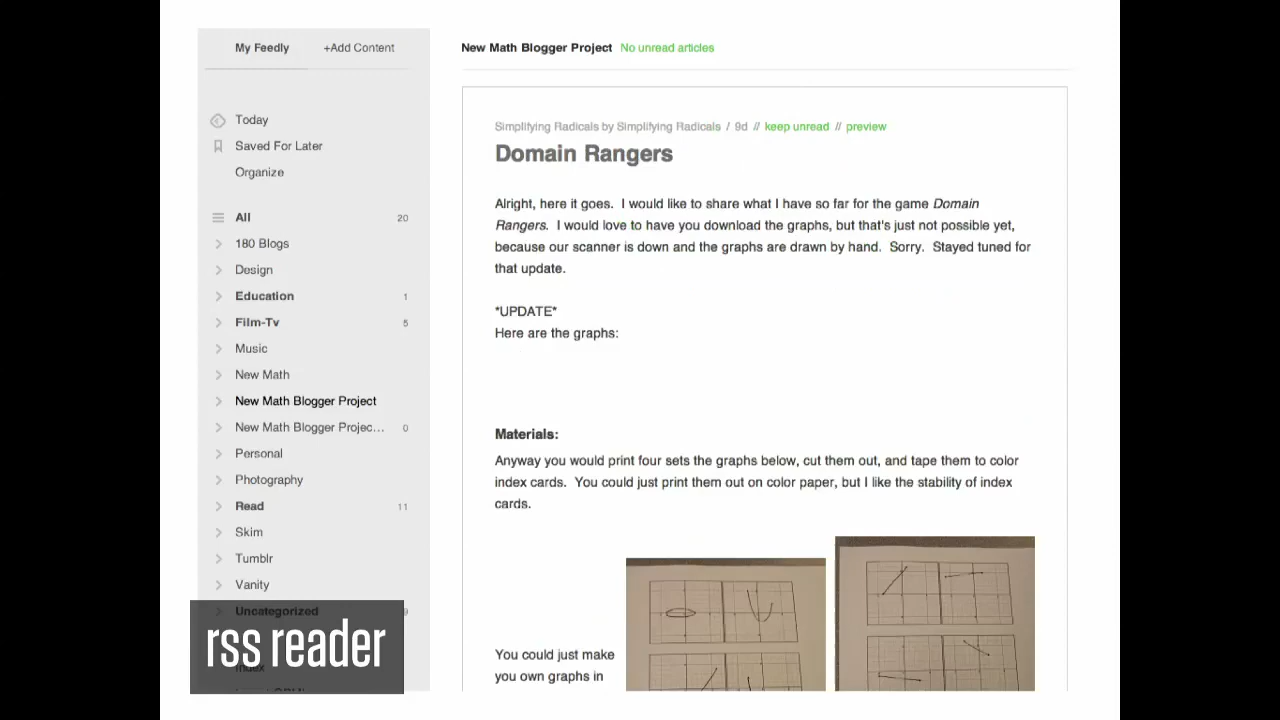 My Feedly
+Add Content
Today
Saved For Later
Organize
All 20
180 Blogs
Design
Education 1
Film-Tv 5
Music
New Math
New Math Blogger Project
New Math Blogger Projec... 0
Personal
Photography
Read 11
Skim
Tumblr
Vanity
Uncategorized 9
rss reader
New Math Blogger Project No unread articles
Simplifying Radicals by Simplifying Radicals / 9d // keep unread // preview
Domain Rangers
Alright, here it goes. I would like to share what I have so far for the game Domain
Rangers. I would love to have you download the graphs, but that's just not possible yet,
because our scanner is down and the graphs are drawn by hand. Sorry. Stayed tuned for
that update.
*UPDATE*
Here are the graphs:
Materials:
Anyway you would print four sets the graphs below, cut them out, and tape them to color
index cards. You could just print them out on color paper, but I like the stability of index
cards.
You could just make
you own graphs in